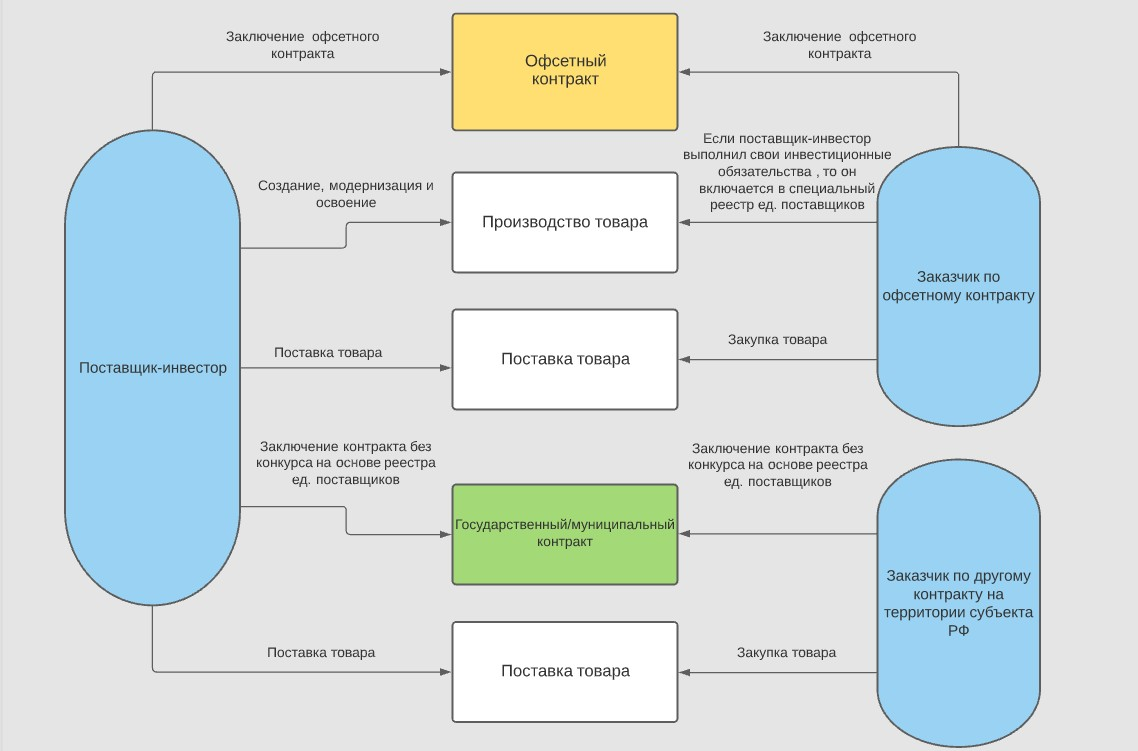 Заключение офсетного
контракта
Офсетный
контракт
Заключение офсетного
контракта
Если поставщик-инвестор
выполнил свои инвестиционные
обязательства , то он
включается в специальный
реестр ед. поставщиков
Создание, модернизация и
освоение
Производство товара
Заказчик по
офсетному контракту
Поставщик-инвестор
Поставка товара
Поставка товара
Закупка товара
Заключение контракта без
конкурса на основе реестра
ед. поставщиков
Заключение контракта без
конкурса на основе реестра
ед. поставщиков
Государственный/муниципальный
контракт
Заказчик по другому
контракту на
территории субъекта
РФ
Поставка товара
Поставка товара
Закупка товара